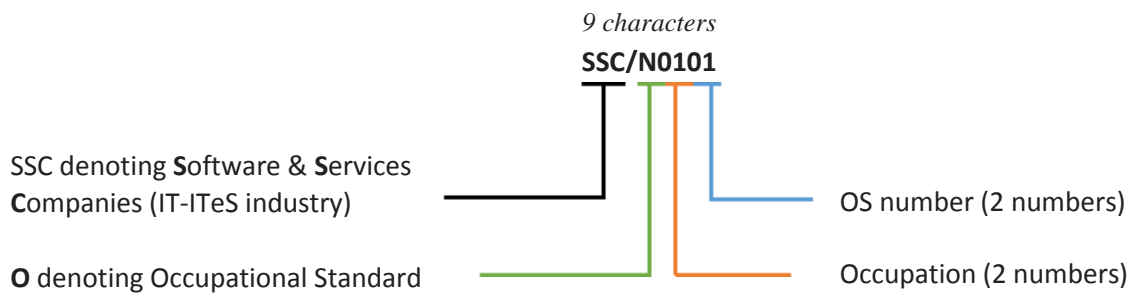 9 characters
SSC/N0101
SSC denoting Software & Services
Companies (IT-ITeS industry)
OS number (2 numbers)
O denoting Occupational Standard
Occupation (2 numbers)